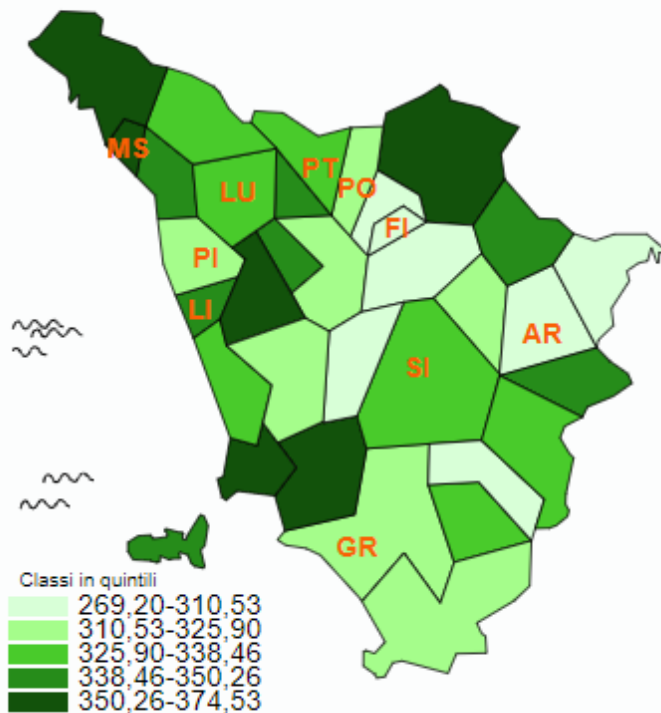 MS
PT
PO
LU
FI
PI
LI
AR
SI
GR
Classi in quintili
269,20-310,53
310,53-325,90
325,90-338,46
338,46-350,26
350,26-374,53